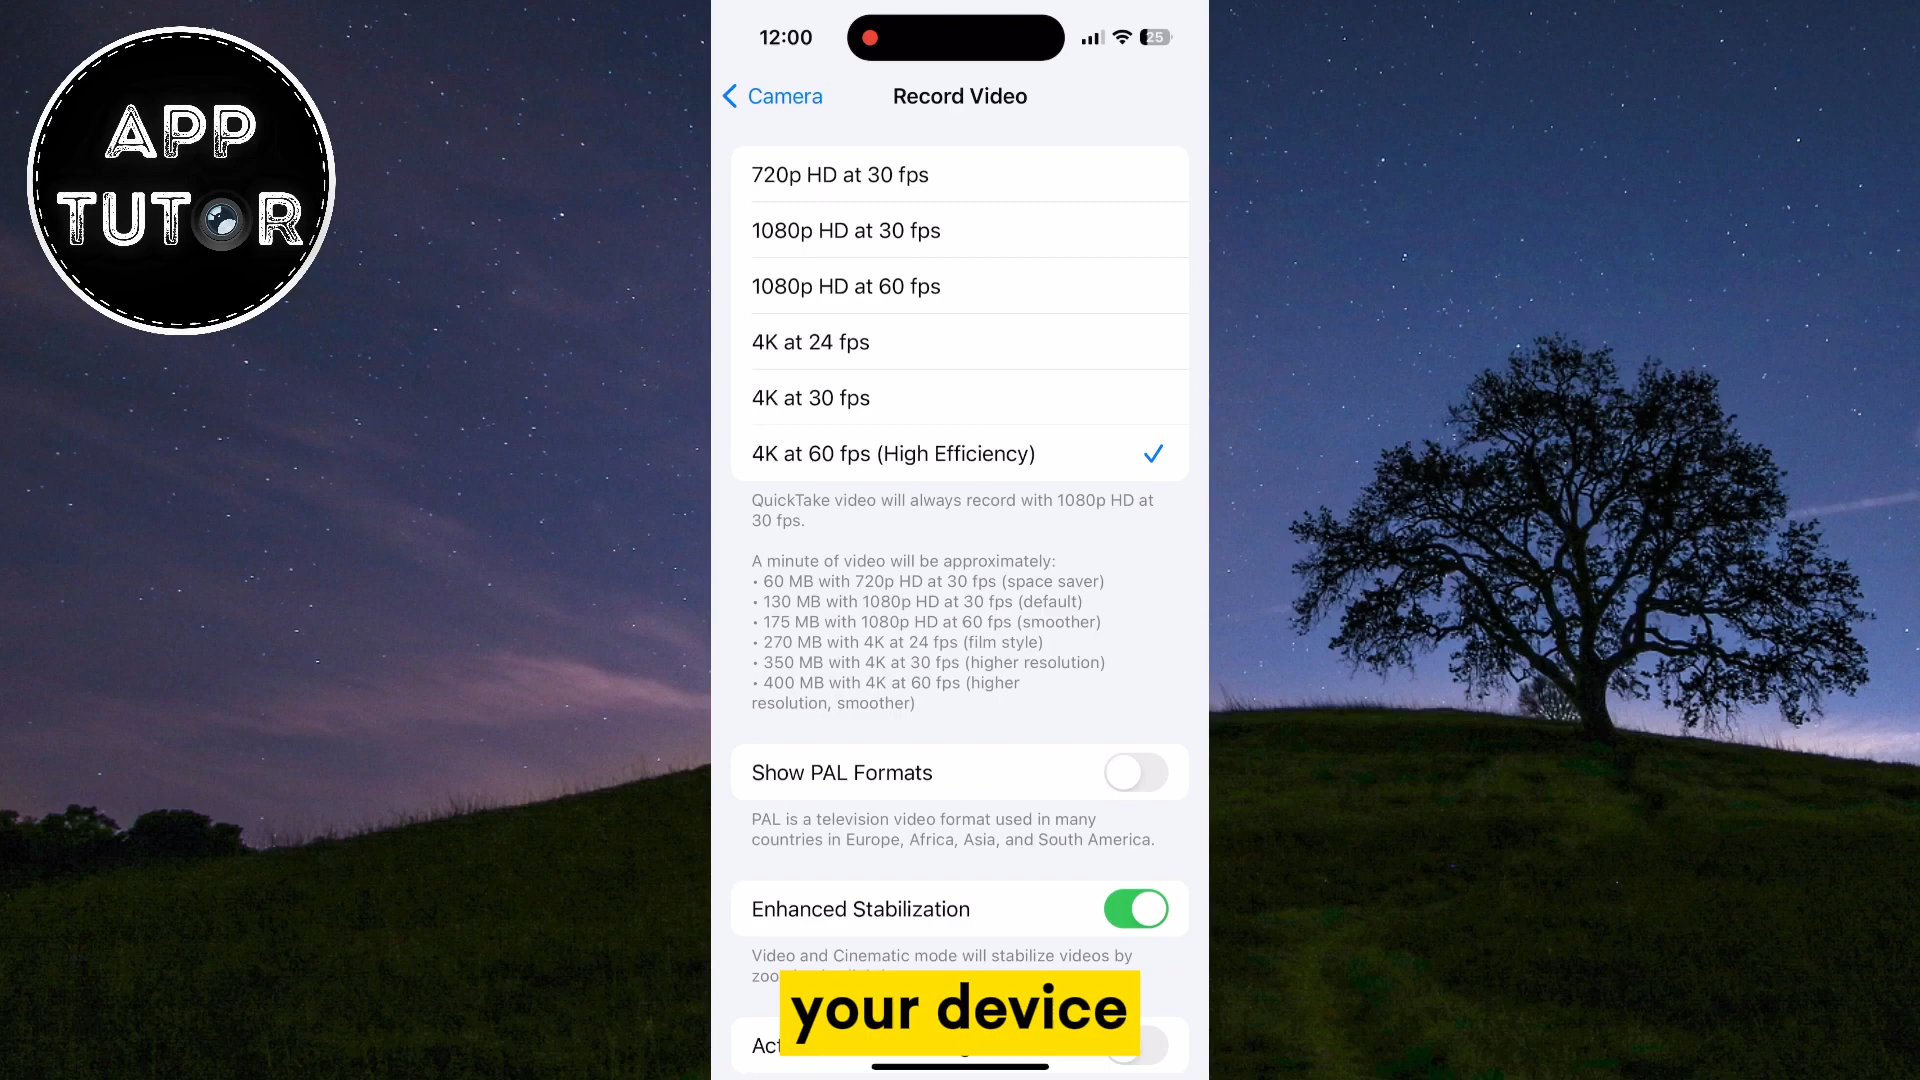 APP
TUTOR
12:00
25
Camera
Record Video
720p HD at 30 fps
1080p HD at 30 fps
1080p HD at 60 fps
4K at 24 fps
4K at 30 fps
4K at 60 fps (High Efficiency)
QuickTake video will always record with 1080p HD at
30 fps.
A minute of video will be approximately:
• 60 MB with 720p HD at 30 fps (space saver)
• 130 MB with 1080p HD at 30 fps (default)
• 175 MB with 1080p HD at 60 fps (smoother)
• 270 MB with 4K at 24 fps (film style)
• 350 MB with 4K at 30 fps (higher resolution)
• 400 MB with 4K at 60 fps (higher
resolution, smoother)
Show PAL Formats
PAL is a television video format used in many
countries in Europe, Africa, Asia, and South America.
Enhanced Stabilization
Video and Cinematic mode will stabilize videos by
your device